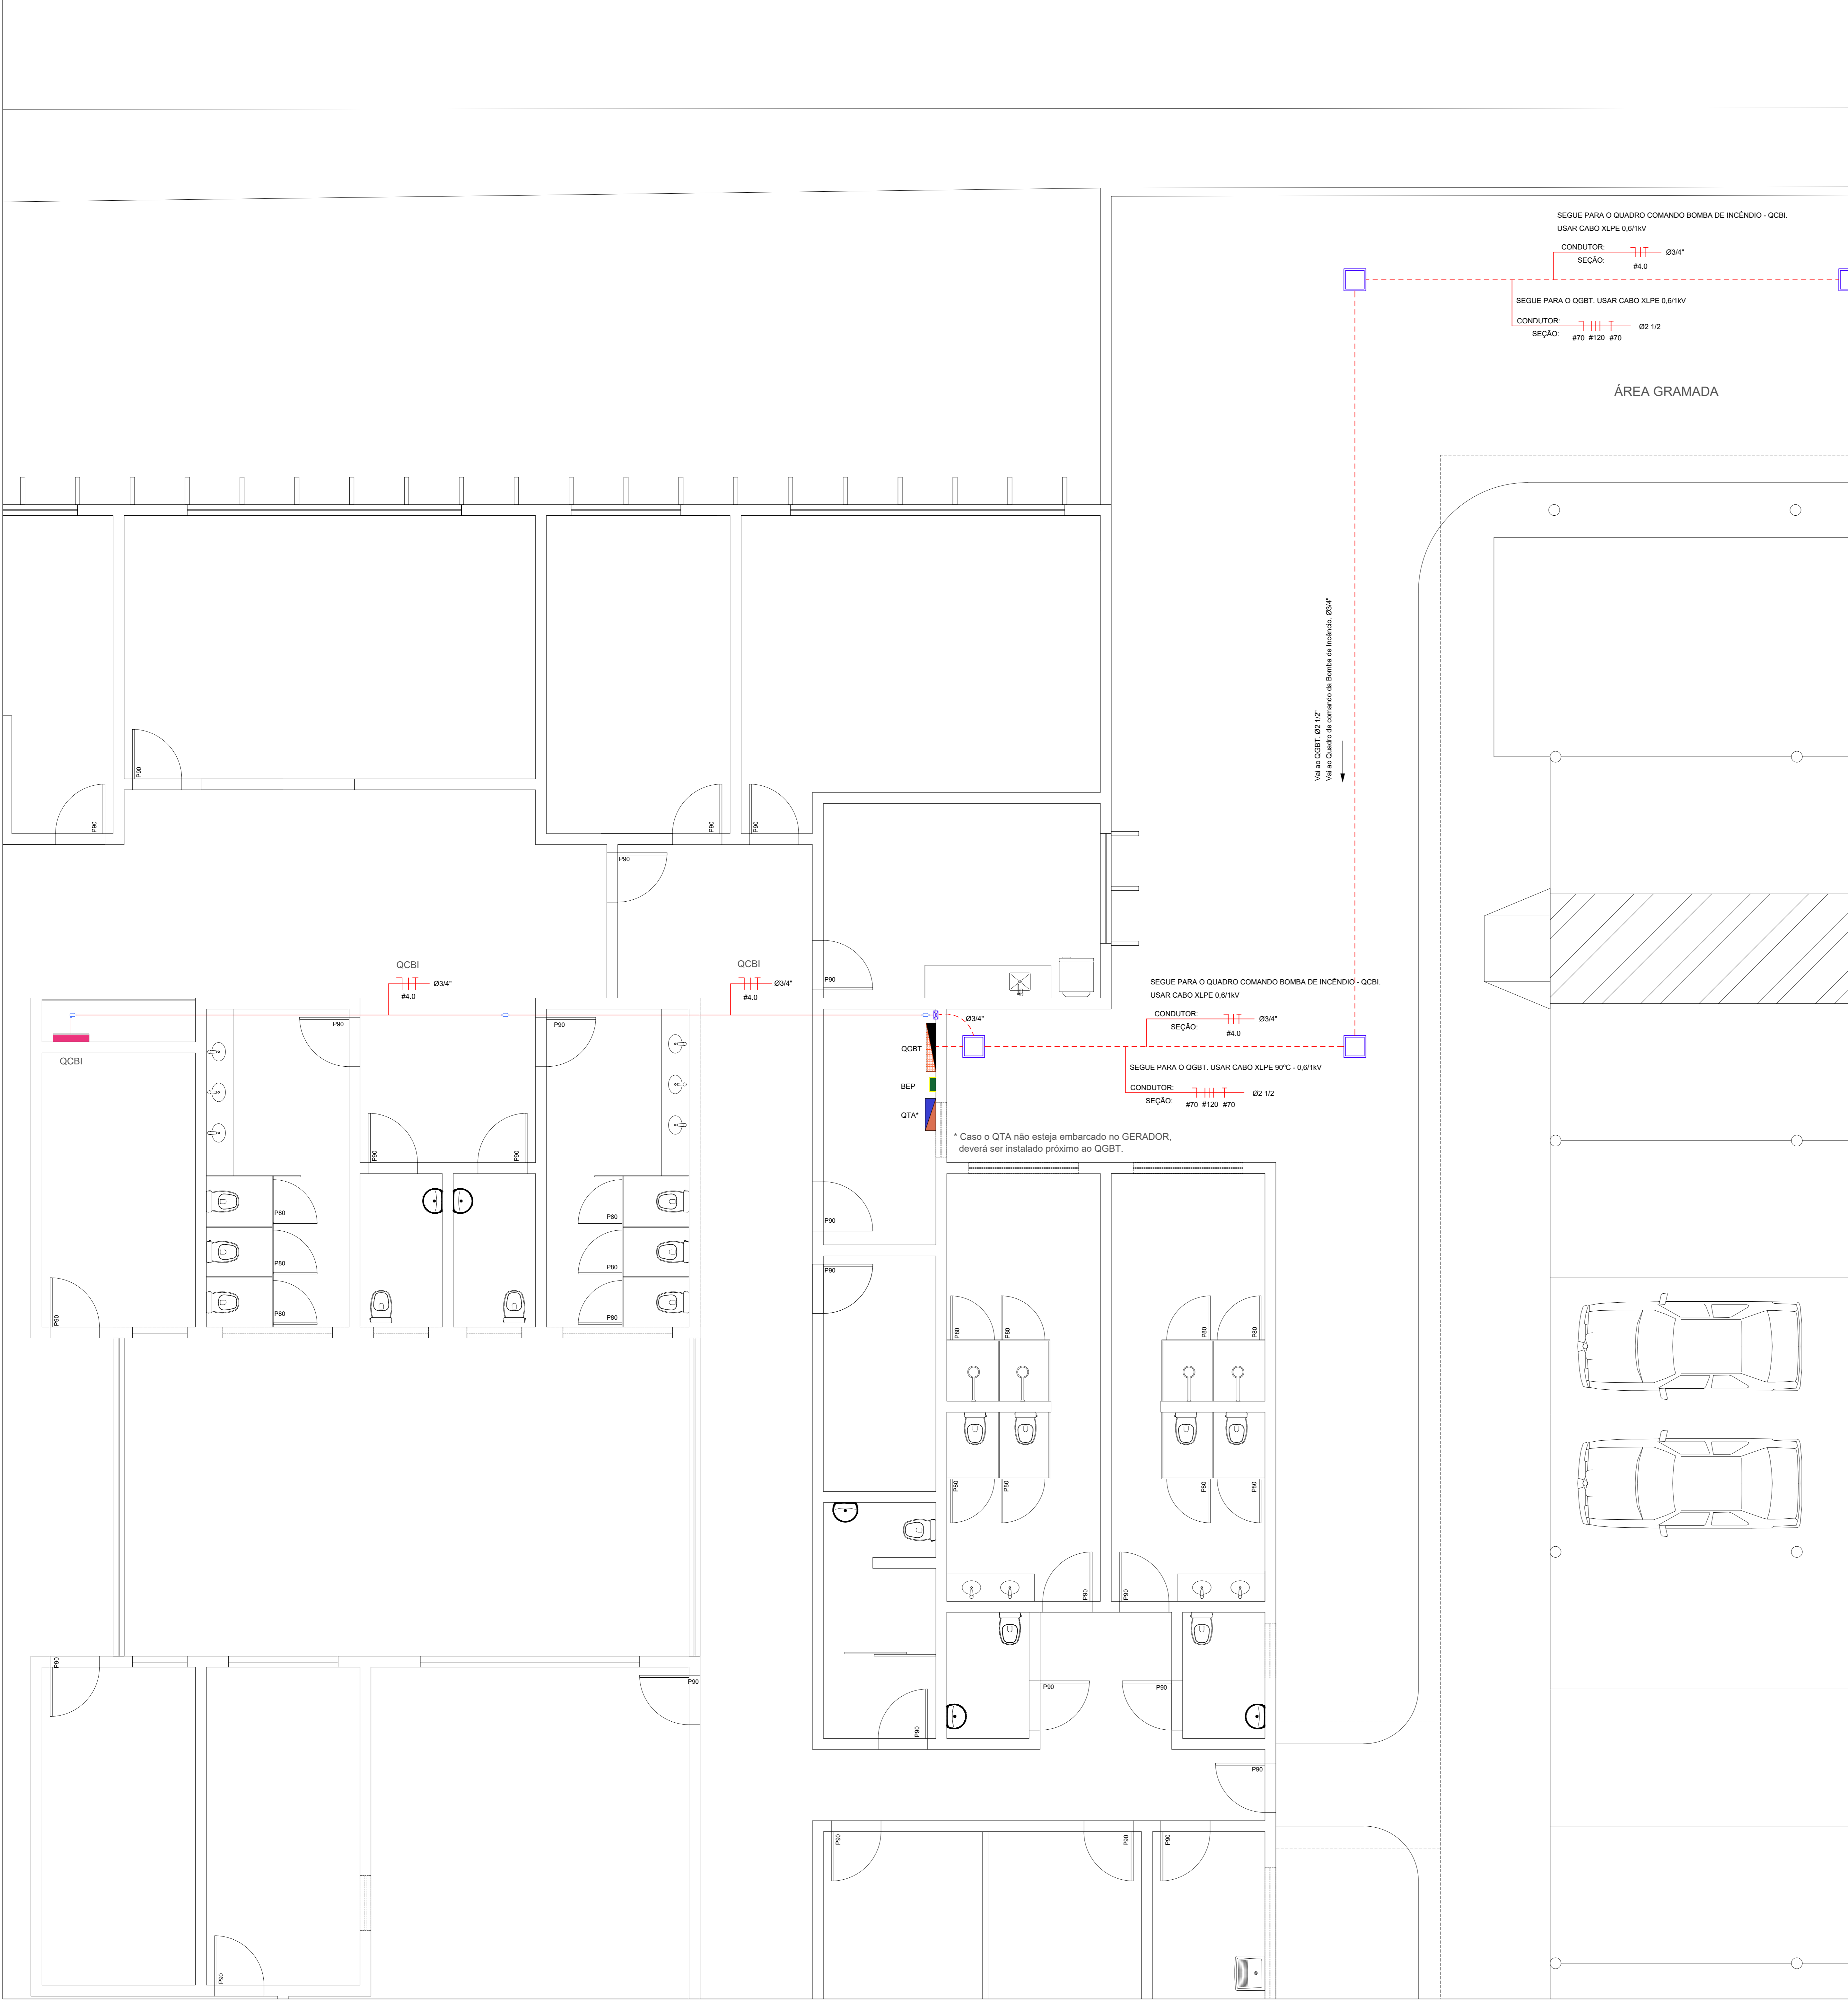 SEGUE PARA O QUADRO COMANDO BOMBA DE INCÊNDIO - QCBI.
USAR CABO XLPE 0,6/1kV
CONDUTOR:
Ø3/4"
SEÇÃO:
#4.0
SEGUE PARA O QGBT. USAR CABO XLPE 0,6/1kV
CONDUTOR:
Ø2 1/2
SEÇÃO:
#70 #120 #70
ÁREA GRAMADA
Vai ao QGBT. Ø2 1/2"
Vai ao Quadro de comando da Bomba de Incêncio. Ø3/4"
P90
P90
P90
P90
P90
P90
QCBI
Ø3/4"
#4.0
QCBI
Ø3/4"
#4.0
SEGUE PARA O QUADRO COMANDO BOMBA DE INCÊNDIO - QCBI.
USAR CABO XLPE 0,6/1kV
CONDUTOR:
Ø3/4"
SEÇÃO:
#4.0
Ø3/4"
P90
P90
QCBI
QGBT
SEGUE PARA O QGBT. USAR CABO XLPE 90ºC - 0,6/1kV
BEP
CONDUTOR:
Ø2 1/2
SEÇÃO:
#70 #120 #70
QTA*
* Caso o QTA não esteja embarcado no GERADOR,
deverá ser instalado próximo ao QGBT.
P90
P90
P80
P80
P90
P80
P80
P90
P80
P80
P90
P80
P80
P80
P80
P80
P80
P80
P80
P90
P90
P90
P90
P90
P90
P90
P90
P90
P90
P90
P90